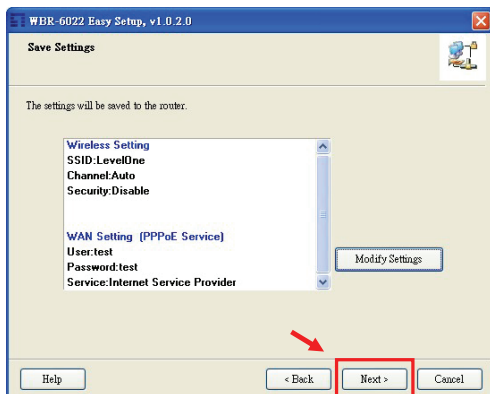 WBR-6022 Easy Setup, v1.0.2.0
Save Settings
The settings will be saved to the router.
Wireless Setting
SSID:LevelOne
Channel:Auto
Security:Disable
WAN Setting (PPPoE Service)
User:test
Password:test
Service:Internet Service Provider
Modify Settings
Help
< Back
Next >
Cancel